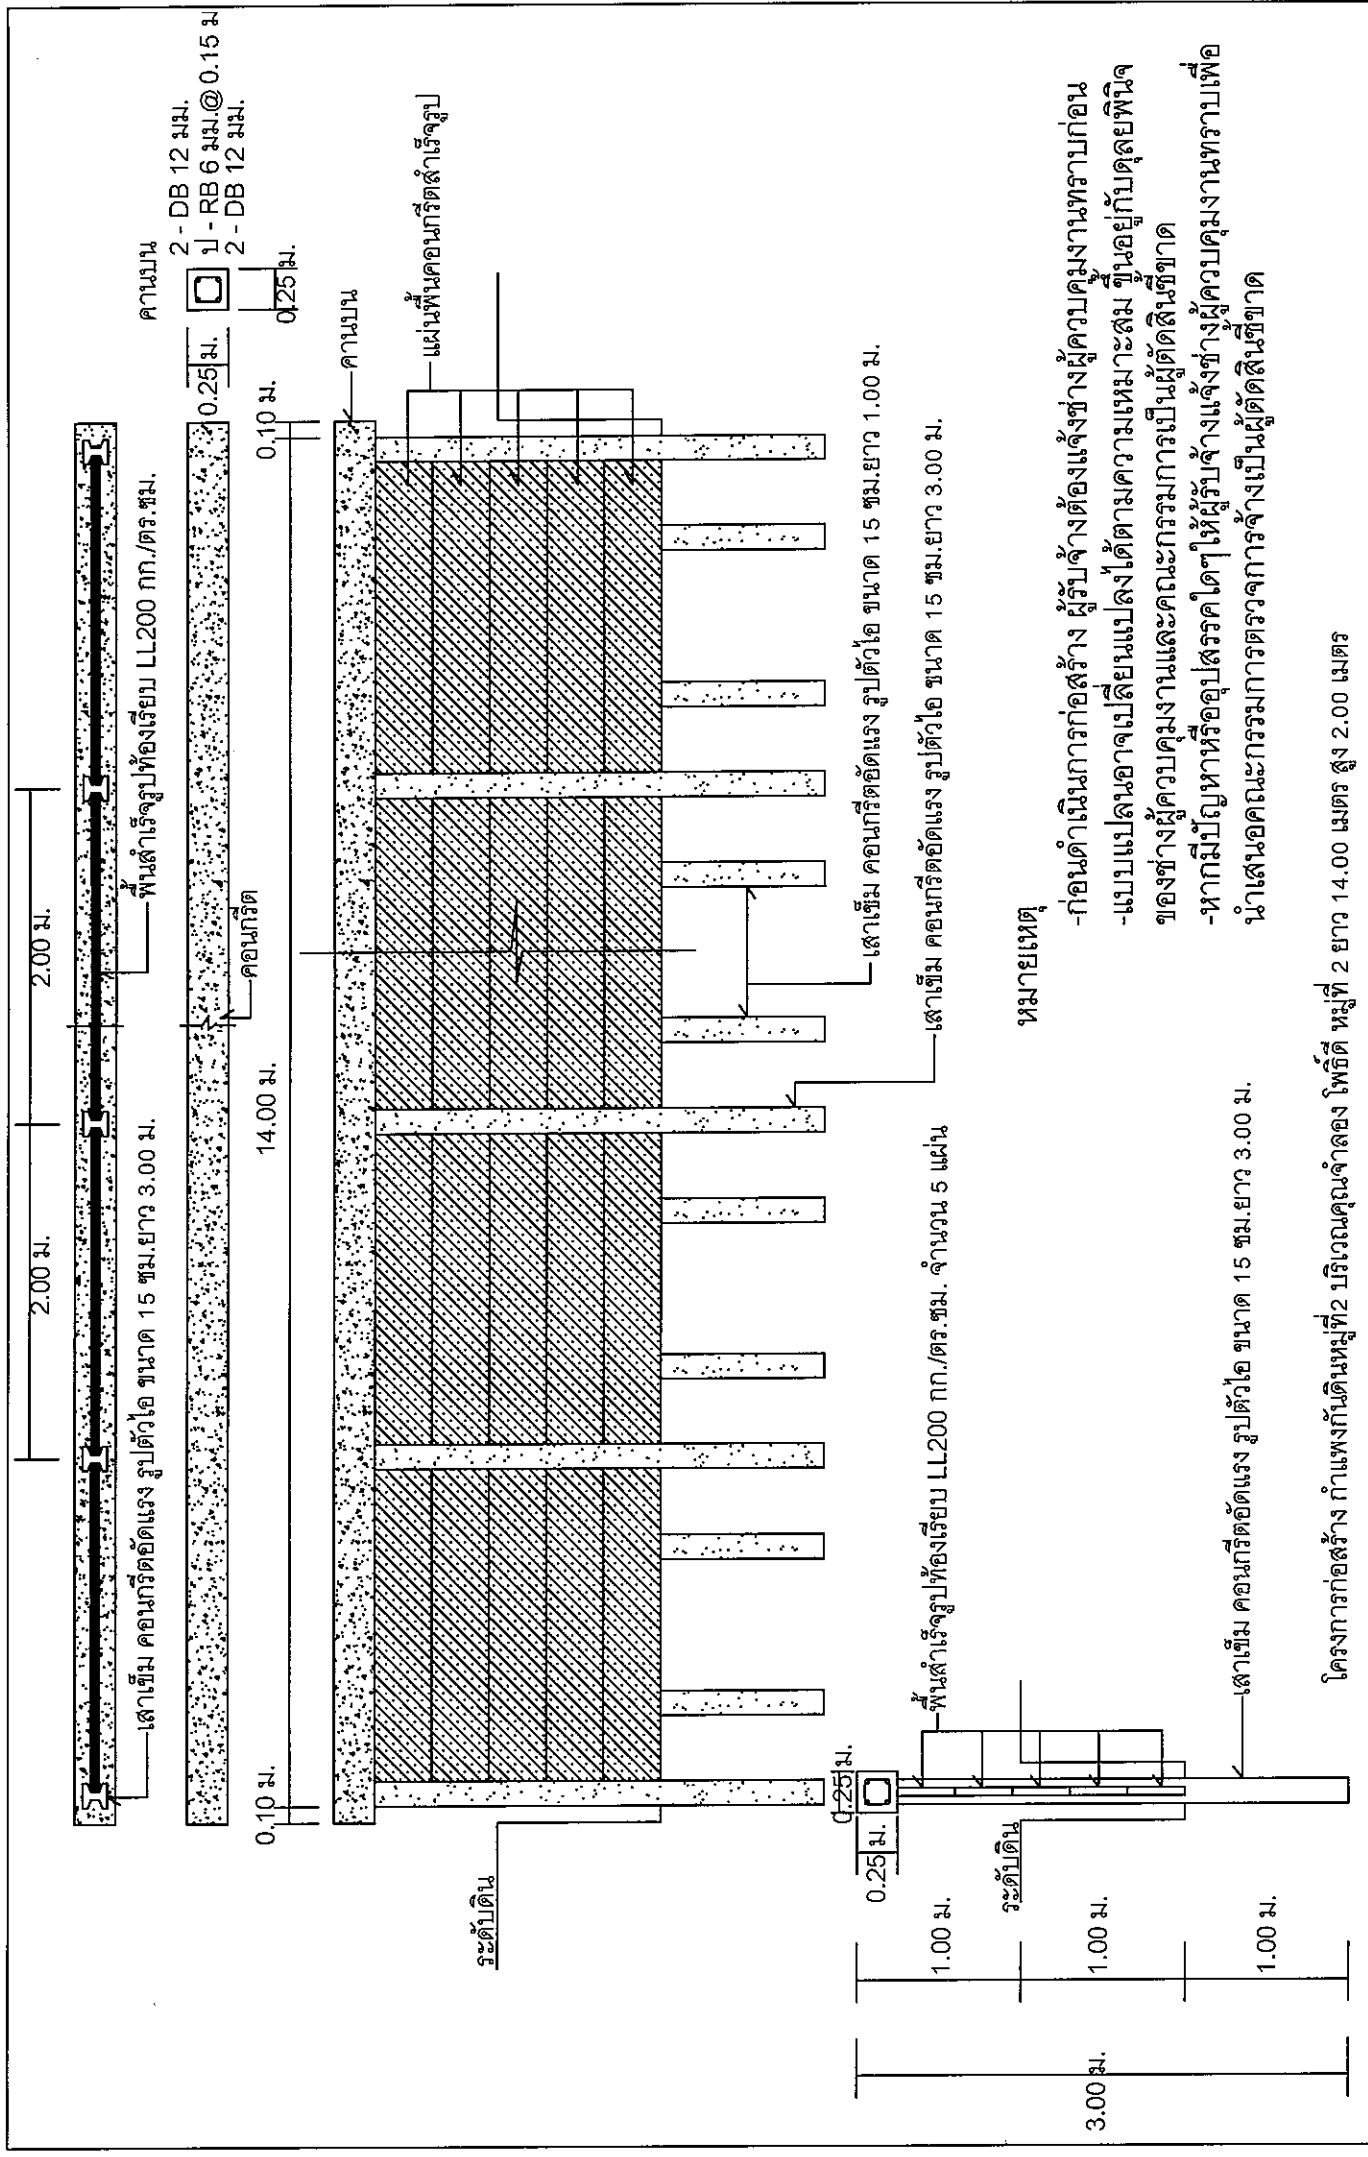 2.00 ม.
2.00 ม.
เสาเข็ม คอนกรีตอัดแรง รูปตัวไอ ขนาด 15 ซม.ยาว 3.00 ม.
พื้นสำเร็จรูปท้องเรียบ LL200 กก./ตร.ซม.
คอนกรีต
0.25 ม.
คานบน
2 - DB 12 มม.
ป - RB 6 มม.@ 0.15 ม
2 - DB 12 มม.
0.25 ม.
0.10 ม.
14.00 ม.
0.10 ม.
คานบน
แผ่นพื้นคอนกรีตสำเร็จรูป
ระดับดิน
เสาเข็ม คอนกรีตอัดแรง รูปตัวไอ ขนาด 15 ซม.ยาว 1.00 ม.
เสาเข็ม คอนกรีตอัดแรง รูปตัวไอ ขนาด 15 ซม.ยาว 3.00 ม.
0.25 ม.
0.25 ม.
พื้นสำเร็จรูปท้องเรียบ LL200 กก./ตร.ซม. จำนวน 5 แผ่น
ระดับดิน
1.00 ม.
1.00 ม.
1.00 ม.
3.00 ม.
เสาเข็ม คอนกรีตอัดแรง รูปตัวไอ ขนาด 15 ซม.ยาว 3.00 ม.
หมายเหตุ
-ก่อนดำเนินการก่อสร้าง ผู้รับจ้างต้องแจ้งช่างผู้ควบคุมงานทราบก่อน
-แบบแปลนอาจเปลี่ยนแปลงได้ตามความเหมาะสม ขึ้นอยู่กับดุลยพินิจ
ของช่างผู้ควบคุมงานและคณะกรรมการเป็นผู้ตัดสินชี้ขาด
-หากมีปัญหาหรืออุปสรรคใดๆให้ผู้รับจ้างแจ้งช่างผู้ควบคุมงานทราบเพื่อ
นำเสนอคณะกรรมการตรวจการจ้างเป็นผู้ตัดสินชี้ขาด
โครงการก่อสร้าง กำแพงกันดินหมู่ที่2 บริเวณคุณจำลอง โพธิ์ดี หมู่ที่ 2 ยาว 14.00 เมตร สูง 2.00 เมตร